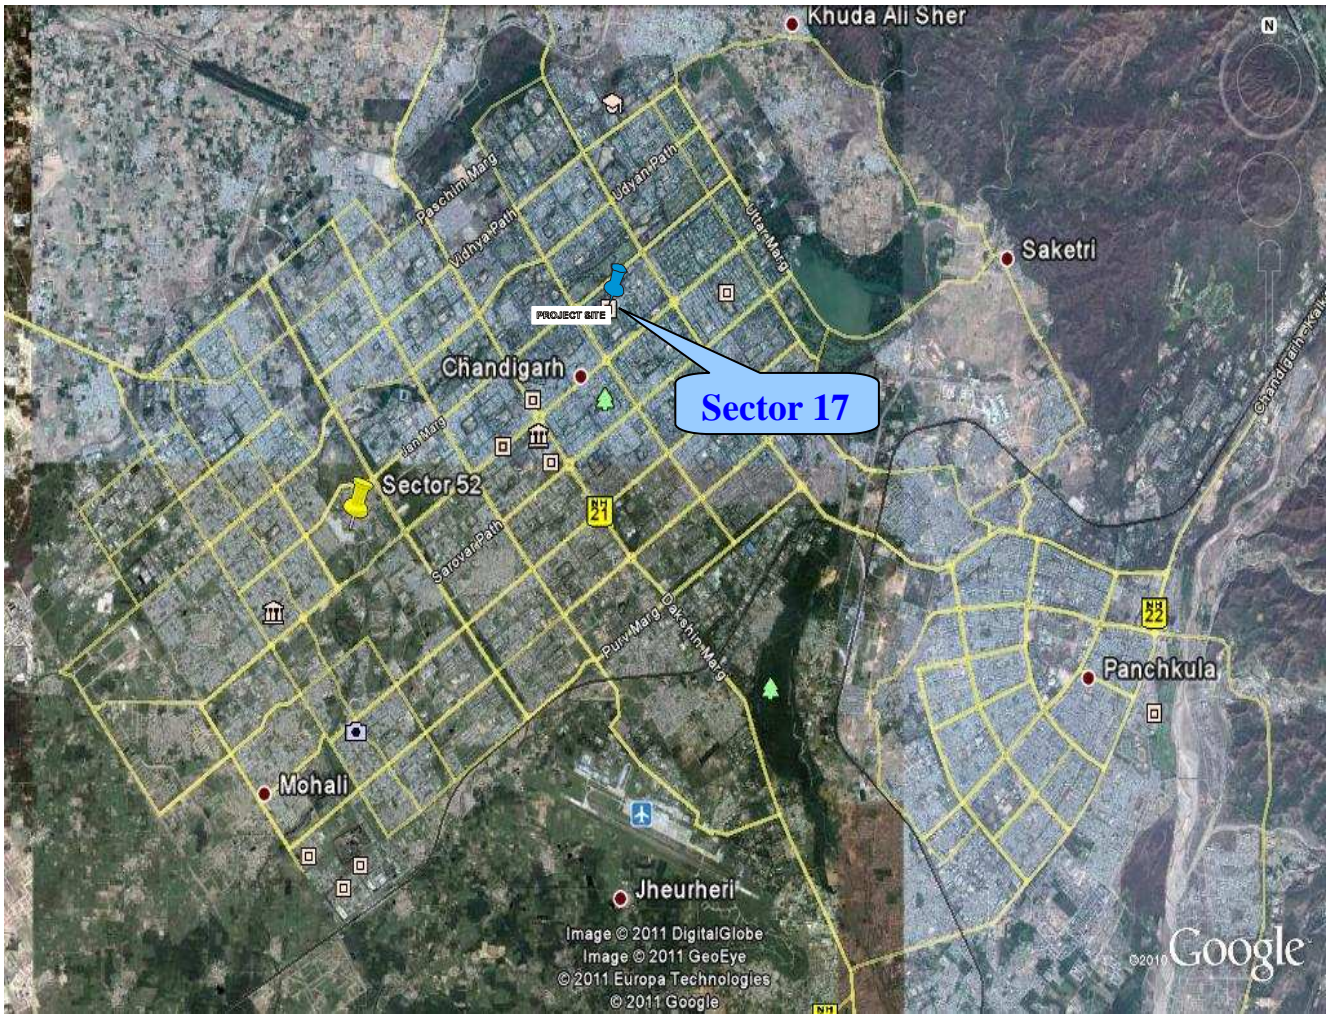 Khuda Ali Sher
N
Paschim Marg
Udyan Path
Vidhya Path
Uttar Marg
Saketri
PROJECT SITE
Chandigarh
Sector 17
Jan Marg
Sector 52
NH
21
Sarovar Path
NH
22
Purv Marg
Dakshin Marg
Panchkula
Mohali
Jheurheri
Image © 2011 DigitalGlobe
Image © 2011 GeoEye
© 2011 Europa Technologies
© 2011 Google
©2010 Google
NH